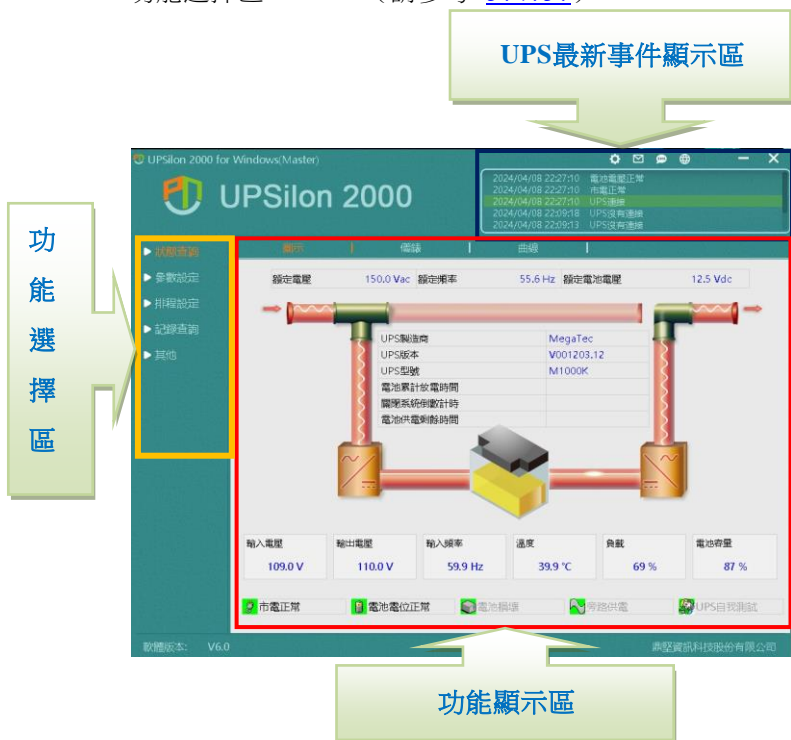 UPS最新事件顯示區
UPSilon 2000 for Windows(Master)
UPSilon 2000
2024/04/08 22:27:10 電池電壓正常
2024/04/08 22:27:10 市電正常
2024/04/08 22:27:10 UPS連接
2024/04/08 22:09:18 UPS沒有連接
2024/04/08 22:09:13 UPS沒有連接
功能選擇區
狀態查詢
參數設定
排程設定
記錄查詢
其他
圖示 | 儀錶 | 曲線 |
額定電壓 150.0 Vac 額定頻率 55.6 Hz 額定電池電壓 12.5 Vdc
UPS製造商 MegaTec
UPS版本 V001203.12
UPS型號 M1000K
電池累計放電時間
關閉系統倒數計時
電池供電剩餘時間
輸入電壓 輸出電壓 輸入頻率 溫度 負載 電池容量
109.0 V 110.0 V 59.9 Hz 39.9 ℃ 69 % 87 %
市電正常 電池電位正常 電池損壞 旁路供電 UPS自我測試
軟體版本: V6.0 鼎堅資訊科技股份有限公司
功能顯示區